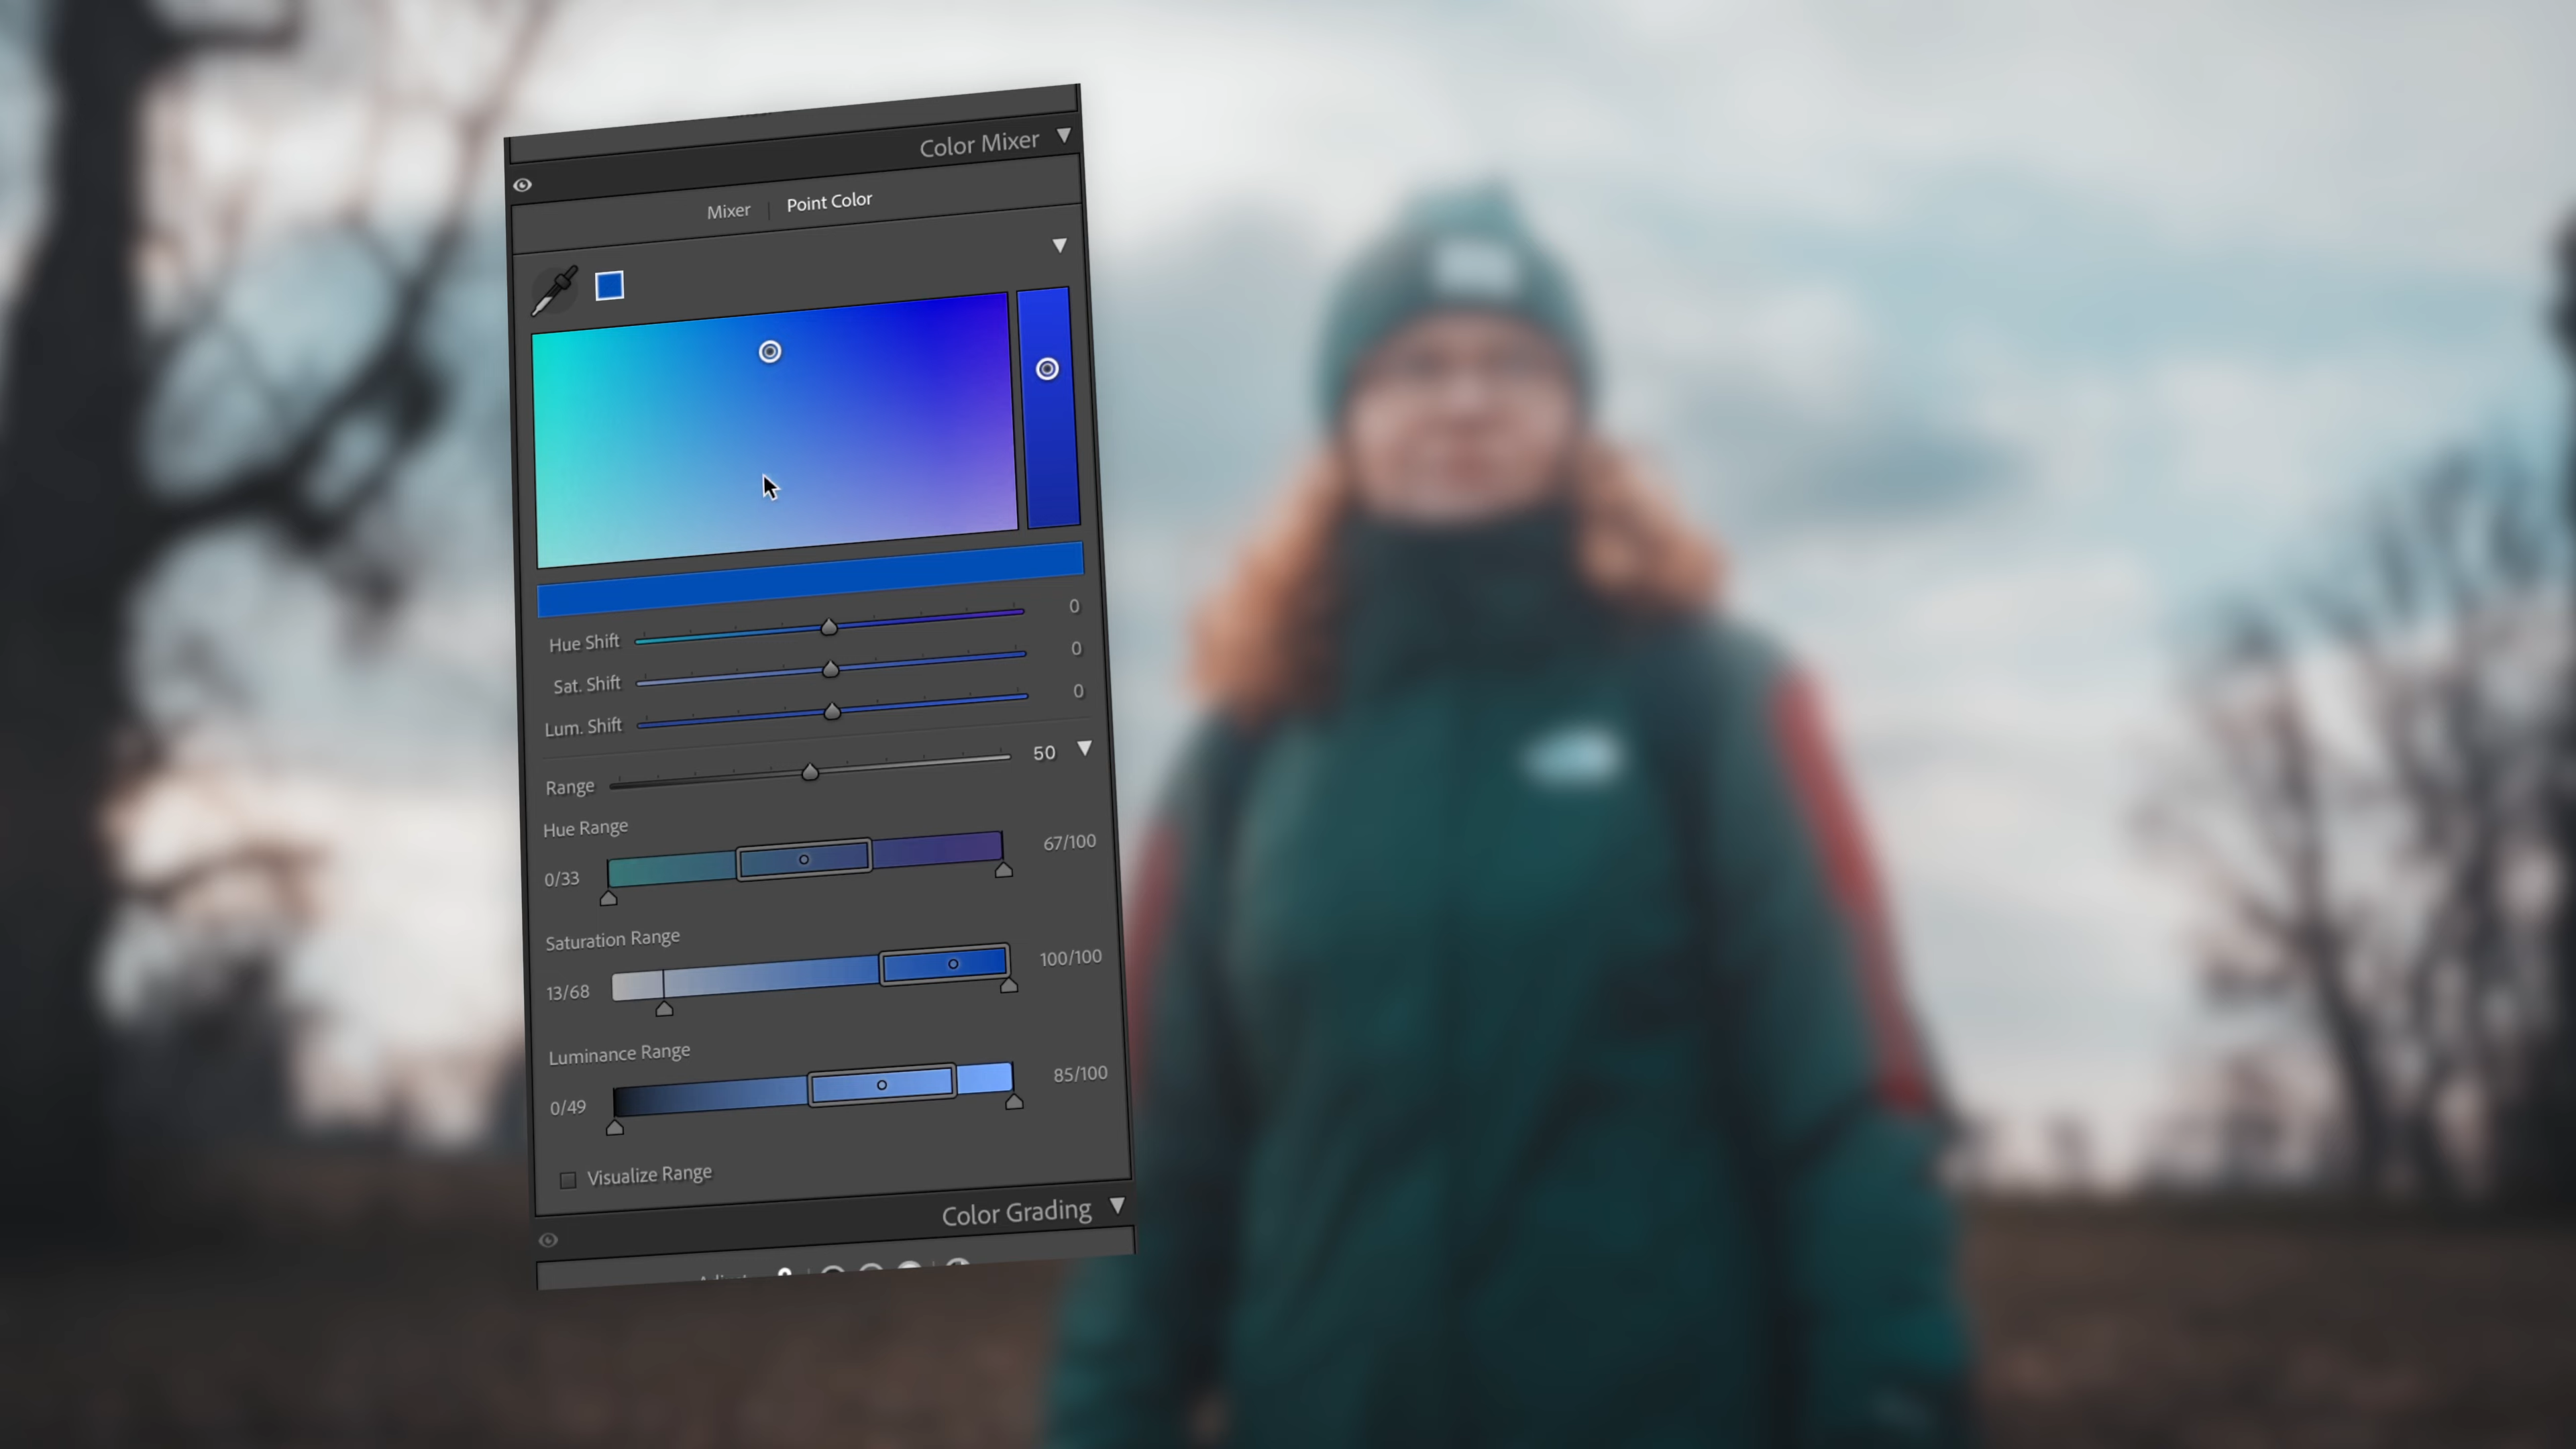 Color Mixer
Mixer | Point Color
Hue Shift 0
Sat. Shift 0
Lum. Shift 0
Range 50
Hue Range
0/33 67/100
Saturation Range
13/68 100/100
Luminance Range
0/49 85/100
Visualize Range
Color Grading